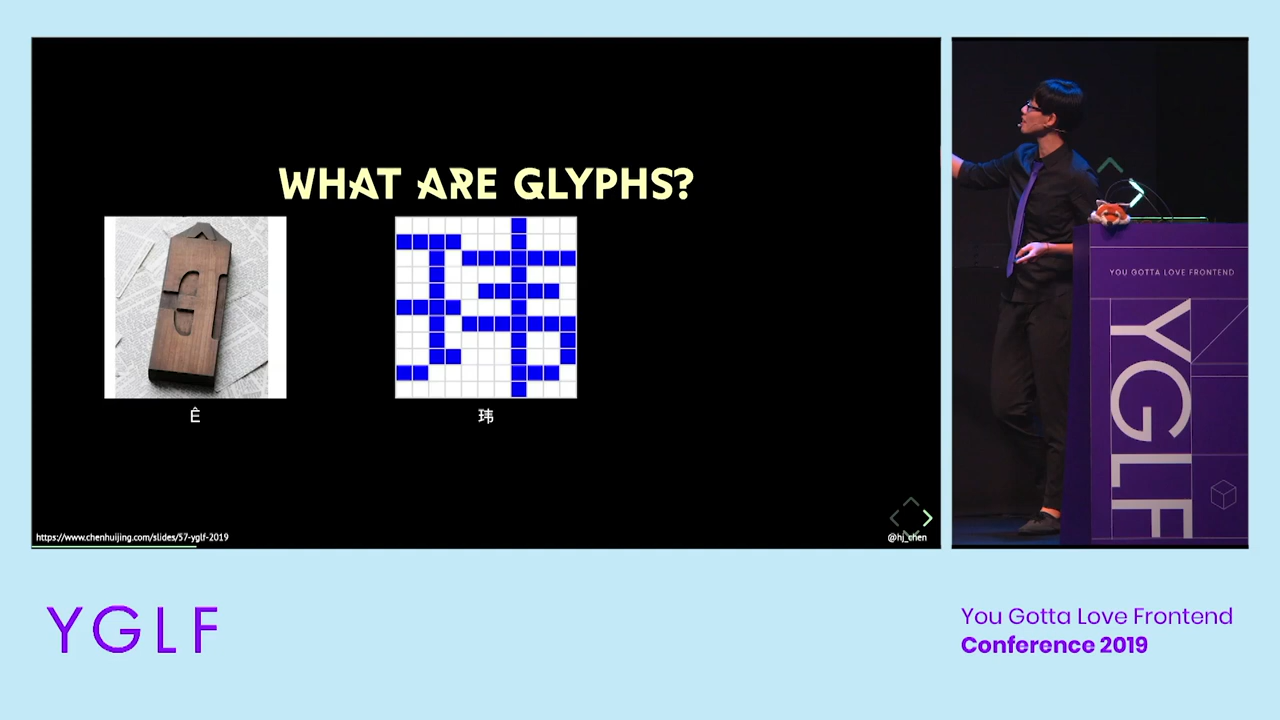 WHAT ARE GLYPHS?
Ê
玮
https://www.chenhuijing.com/slides/57-yglf-2019
@hj_chen
YOU GOTTA LOVE FRONTEND
YGLF
YGLF
You Gotta Love Frontend
Conference 2019